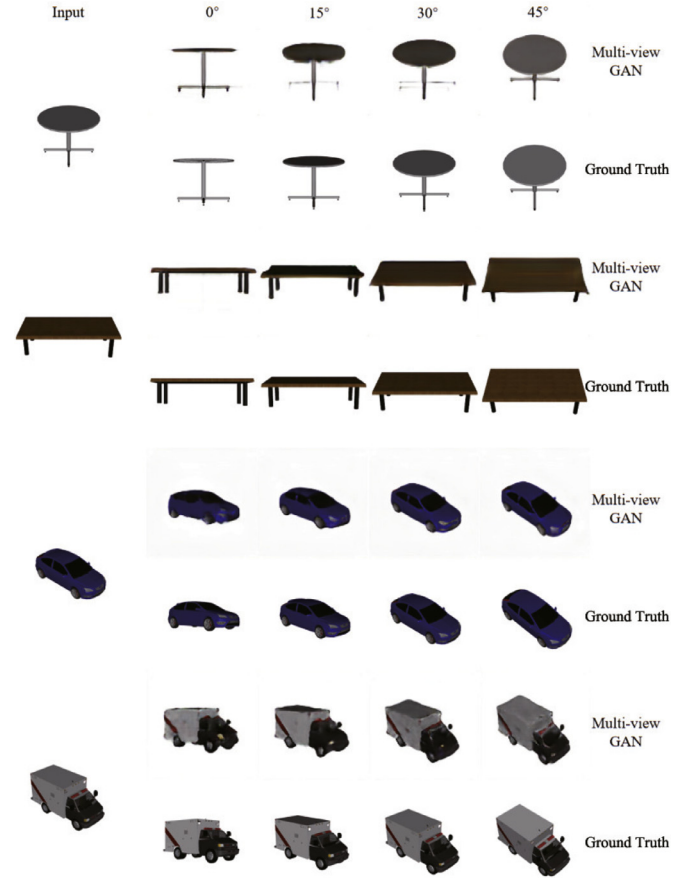 Input 0° 15° 30° 45°
Multi-view
GAN
Ground Truth
Multi-view
GAN
Ground Truth
Multi-view
GAN
Ground Truth
Multi-view
GAN
Ground Truth